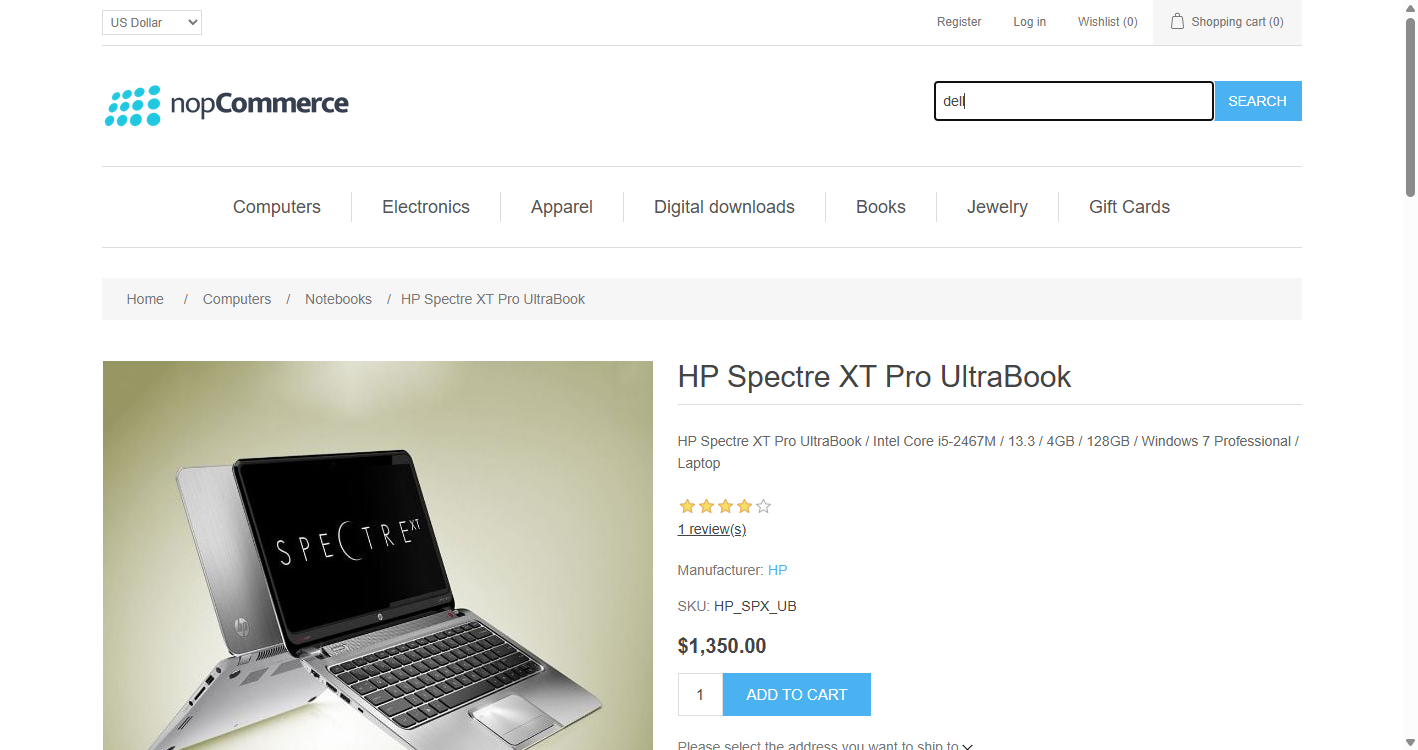 US Dollar
Register
Log in
Wishlist (0)
Shopping cart (0)
nopCommerce
dell
SEARCH
Computers
Electronics
Apparel
Digital downloads
Books
Jewelry
Gift Cards
Home / Computers / Notebooks / HP Spectre XT Pro UltraBook
HP Spectre XT Pro UltraBook
HP Spectre XT Pro UltraBook / Intel Core i5-2467M / 13.3 / 4GB / 128GB / Windows 7 Professional /
Laptop
1 review(s)
Manufacturer: HP
SKU: HP_SPX_UB
$1,350.00
1
ADD TO CART
Please select the address you want to ship to
SPECTRE XT
hp
hp